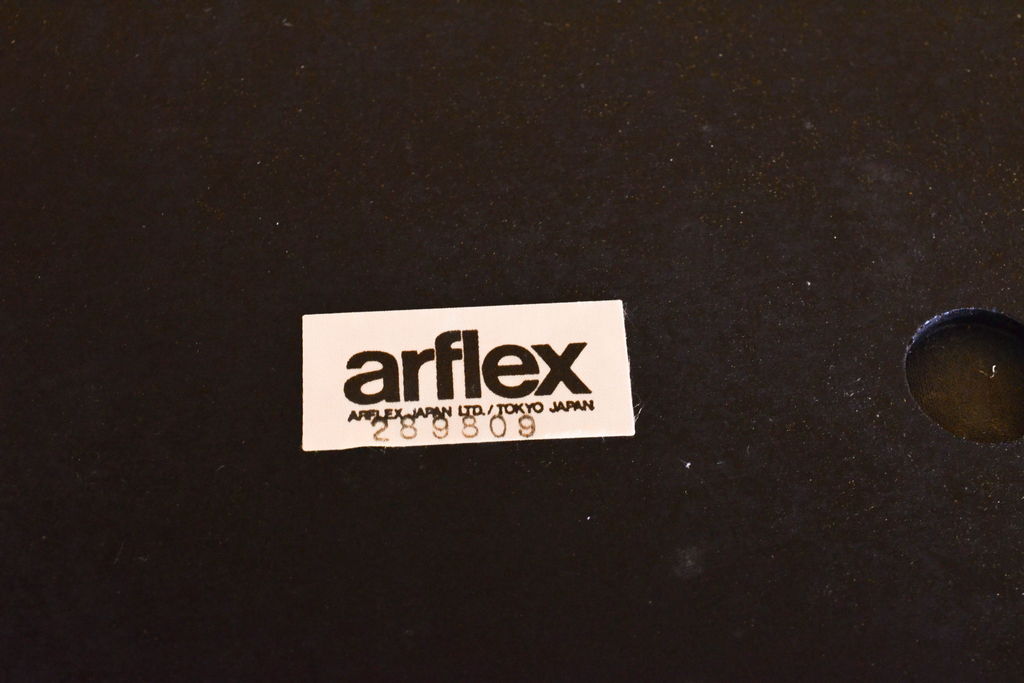 arflex
ARFLEX JAPAN LTD. / TOKYO JAPAN
289809